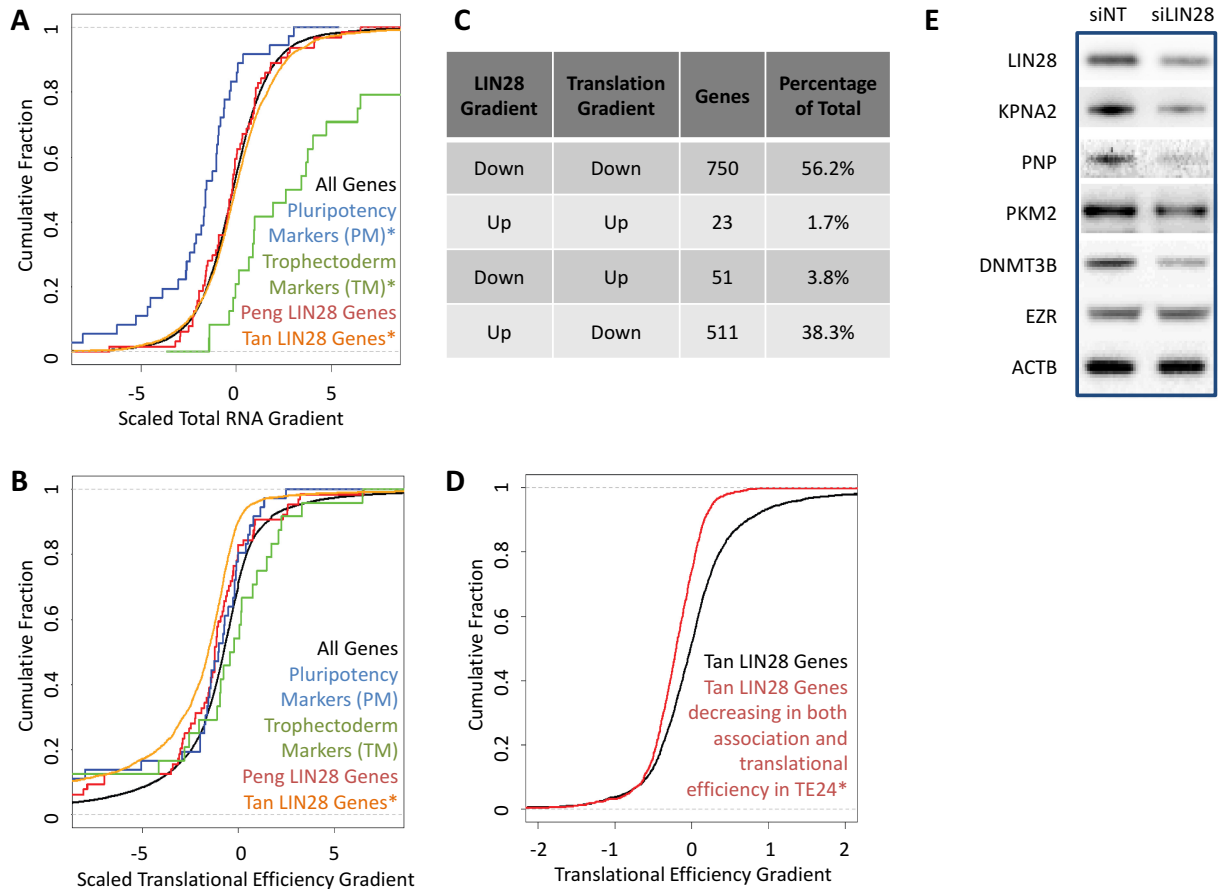 A
1
0.8
0.6
0.4
0.2
0
Cumulative Fraction
All Genes
Pluripotency
Markers (PM)*
Trophectoderm
Markers (TM)*
Peng LIN28 Genes
Tan LIN28 Genes*
-5
0
5
Scaled Total RNA Gradient
C
LIN28 Gradient
Translation Gradient
Genes
Percentage of Total
Down Down 750 56.2%
Up Up 23 1.7%
Down Up 51 3.8%
Up Down 511 38.3%
E
siNT siLIN28
LIN28
KPNA2
PNP
PKM2
DNMT3B
EZR
ACTB
B
1
0.8
0.6
0.4
0.2
0
Cumulative Fraction
All Genes
Pluripotency
Markers (PM)
Trophectoderm
Markers (TM)
Peng LIN28 Genes
Tan LIN28 Genes*
-5
0
5
Scaled Translational Efficiency Gradient
D
1
0.8
0.6
0.4
0.2
0
Cumulative Fraction
Tan LIN28 Genes
Tan LIN28 Genes
decreasing in both
association and
translational
efficiency in TE24*
-2
-1
0
1
2
Translational Efficiency Gradient